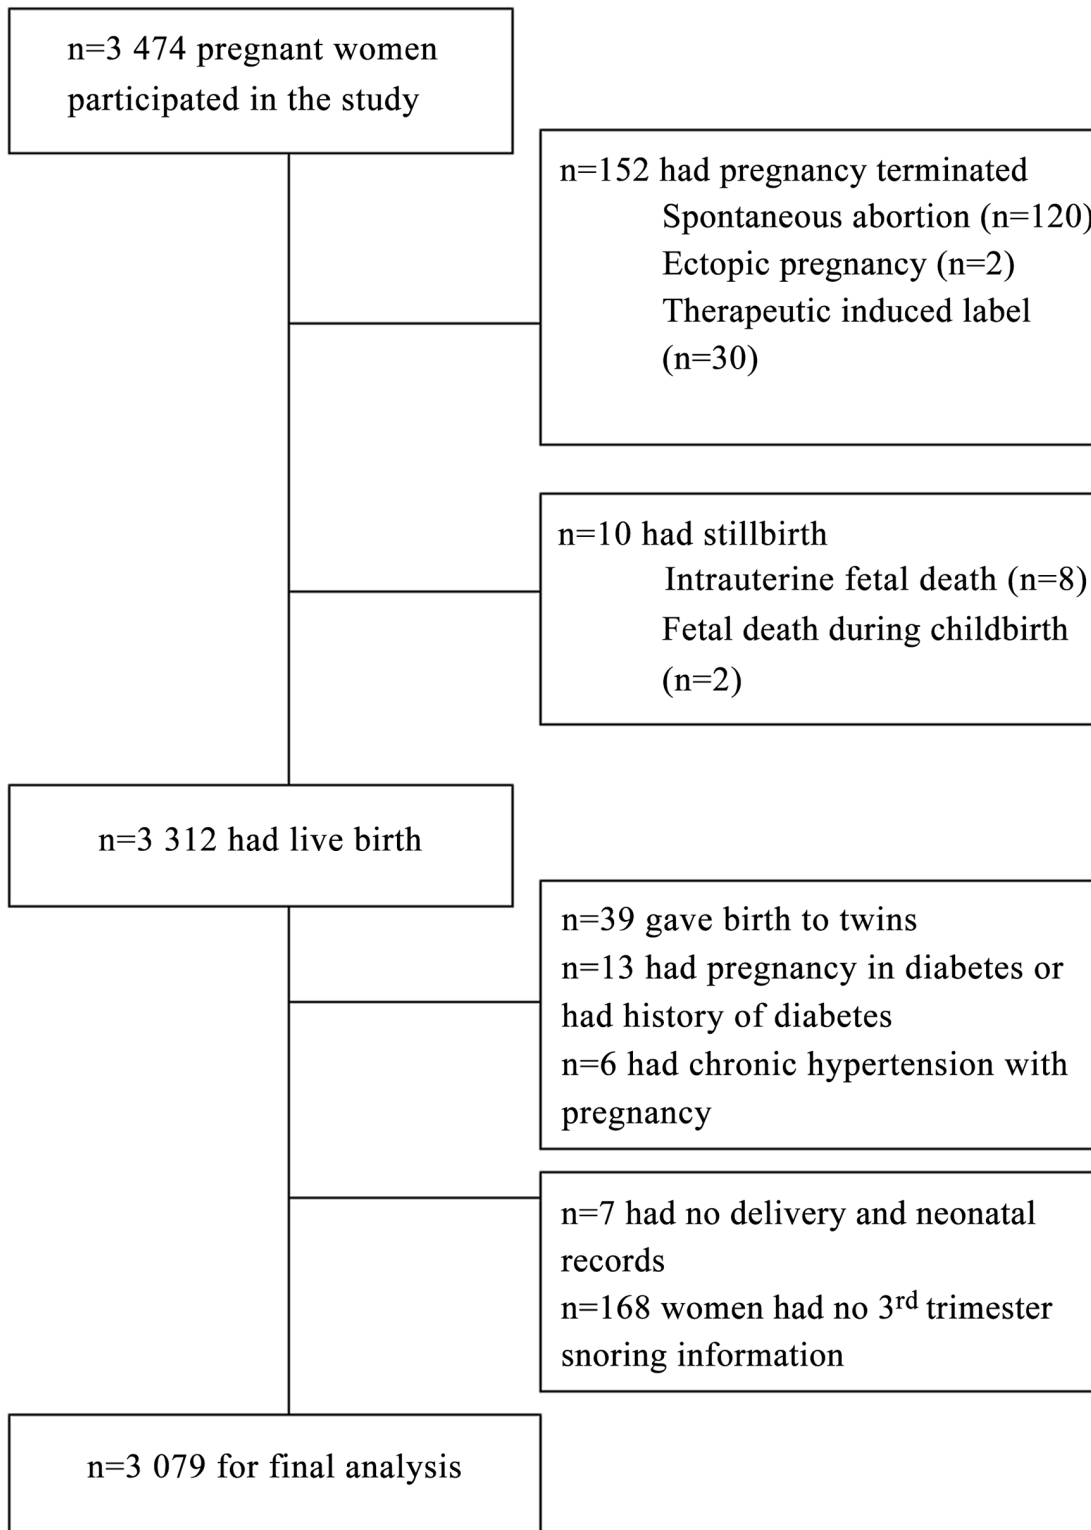 n=3 474 pregnant women
participated in the study
n=152 had pregnancy terminated
Spontaneous abortion (n=120)
Ectopic pregnancy (n=2)
Therapeutic induced label
(n=30)
n=10 had stillbirth
Intrauterine fetal death (n=8)
Fetal death during childbirth
(n=2)
n=3 312 had live birth
n=39 gave birth to twins
n=13 had pregnancy in diabetes or
had history of diabetes
n=6 had chronic hypertension with
pregnancy
n=7 had no delivery and neonatal
records
n=168 women had no 3rd trimester
snoring information
n=3 079 for final analysis